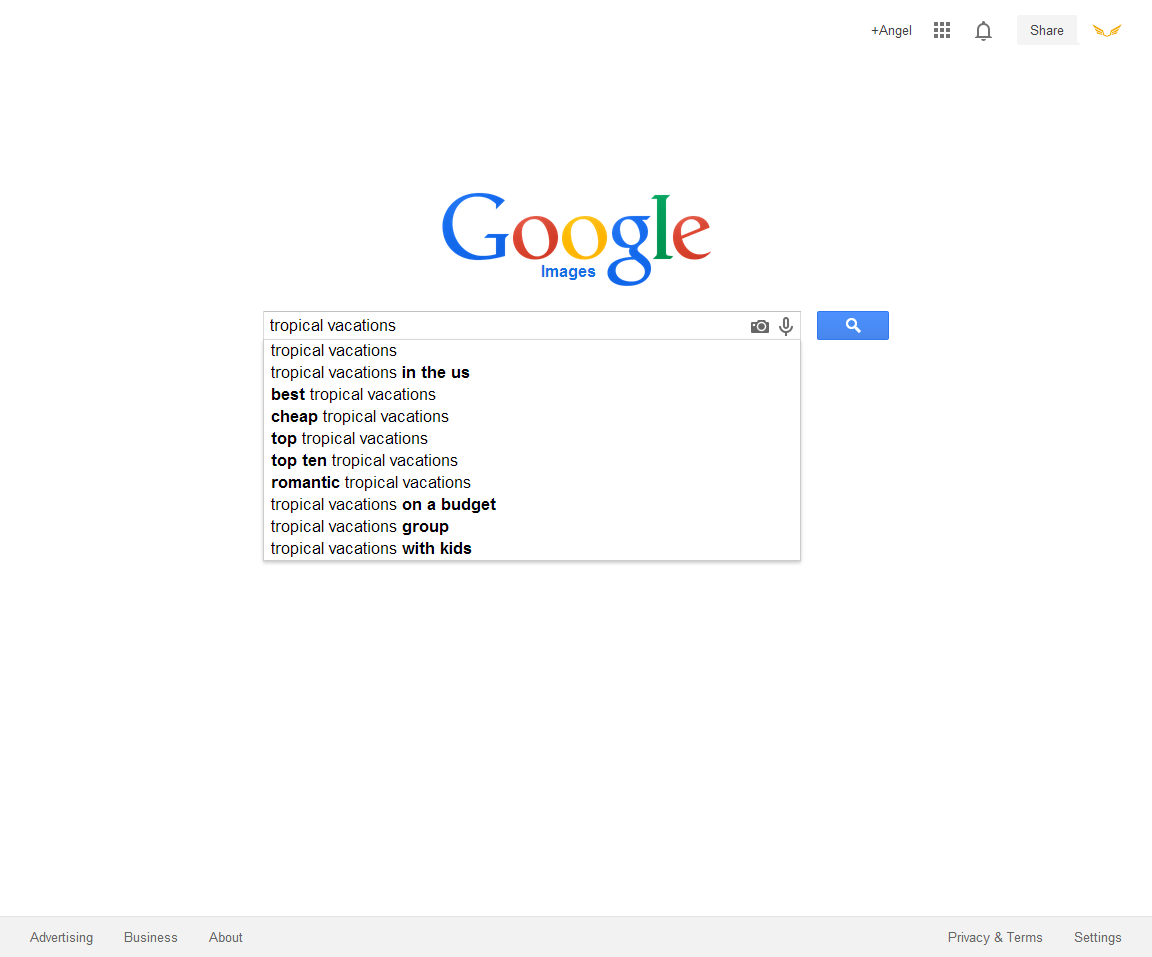 +Angel Share
Google
Images
tropical vacations
tropical vacations
tropical vacations in the us
best tropical vacations
cheap tropical vacations
top tropical vacations
top ten tropical vacations
romantic tropical vacations
tropical vacations on a budget
tropical vacations group
tropical vacations with kids
Advertising Business About Privacy & Terms Settings